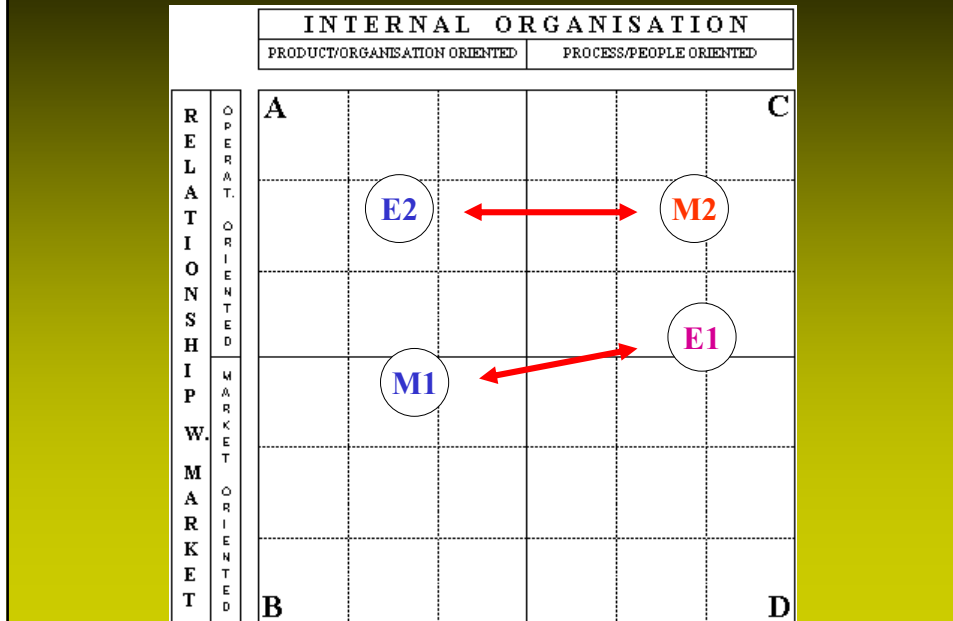 INTERNAL ORGANISATION
PRODUCT/ORGANISATION ORIENTED
PROCESS/PEOPLE ORIENTED
RELATIONSHIP W. MARKET
OPERAT. ORIENTED
MARKET ORIENTED
A
C
E2
M2
E1
M1
B
D